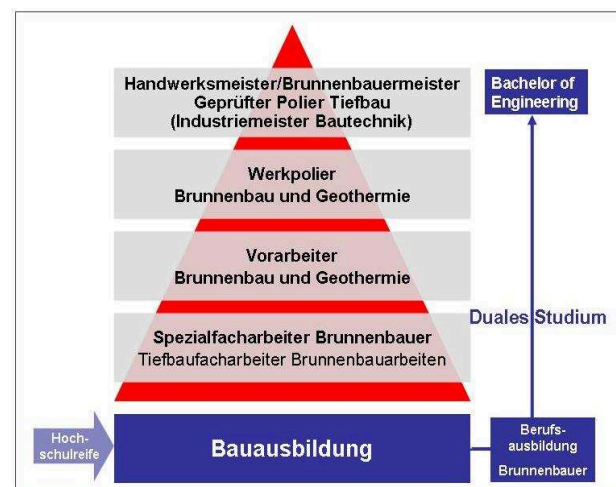 Handwerksmeister/Brunnenbauermeister
Geprüfter Polier Tiefbau
(Industriemeister Bautechnik)
Bachelor of
Engineering
Werkpolier
Brunnenbau und Geothermie
Vorarbeiter
Brunnenbau und Geothermie
Duales Studium
Spezialfacharbeiter Brunnenbauer
Tiefbaufacharbeiter Brunnenbauarbeiten
Hoch-
schulreife
Bauausbildung
Berufs-
ausbildung
Brunnenbauer